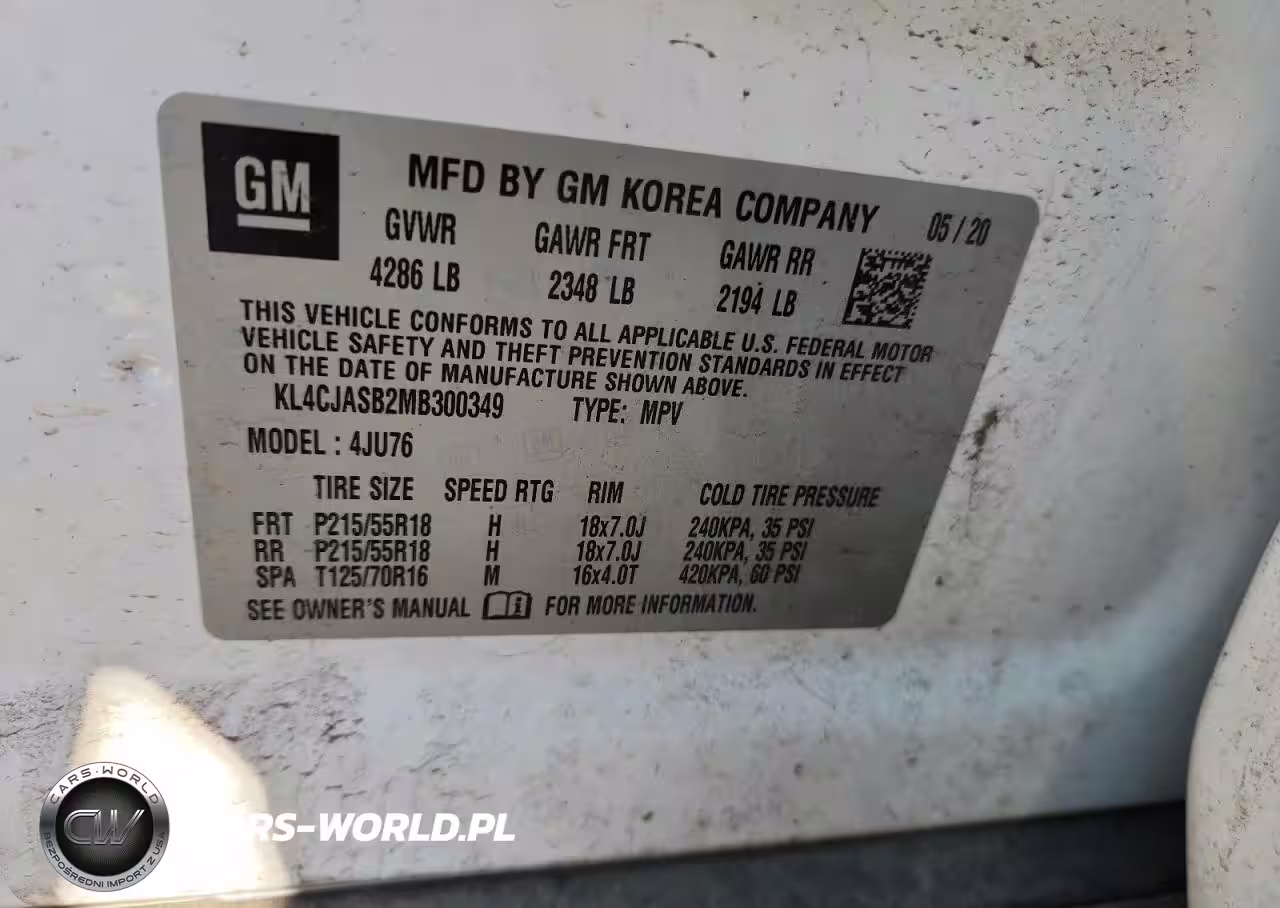 GM
MFD BY GM KOREA COMPANY 05 / 20
GVWR GAWR FRT GAWR RR
4286 LB 2348 LB 2194 LB
THIS VEHICLE CONFORMS TO ALL APPLICABLE U.S. FEDERAL MOTOR
VEHICLE SAFETY AND THEFT PREVENTION STANDARDS IN EFFECT
ON THE DATE OF MANUFACTURE SHOWN ABOVE.
KL4CJASB2MB300349 TYPE: MPV
MODEL : 4JU76
TIRE SIZE SPEED RTG RIM COLD TIRE PRESSURE
FRT P215/55R18 H 18x7.0J 240KPA, 35 PSI
RR P215/55R18 H 18x7.0J 240KPA, 35 PSI
SPA T125/70R16 M 16x4.0T 420KPA, 60 PSI
SEE OWNER'S MANUAL FOR MORE INFORMATION.
CARS-WORLD
CW
BEZPOŚREDNI IMPORT Z USA
RS-WORLD.PL